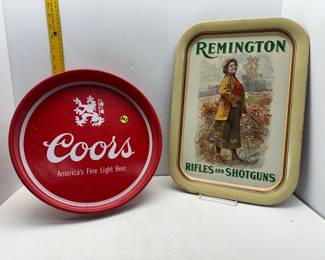 Coors
America's Fine Light Beer
REMINGTON
RIFLES AND SHOTGUNS